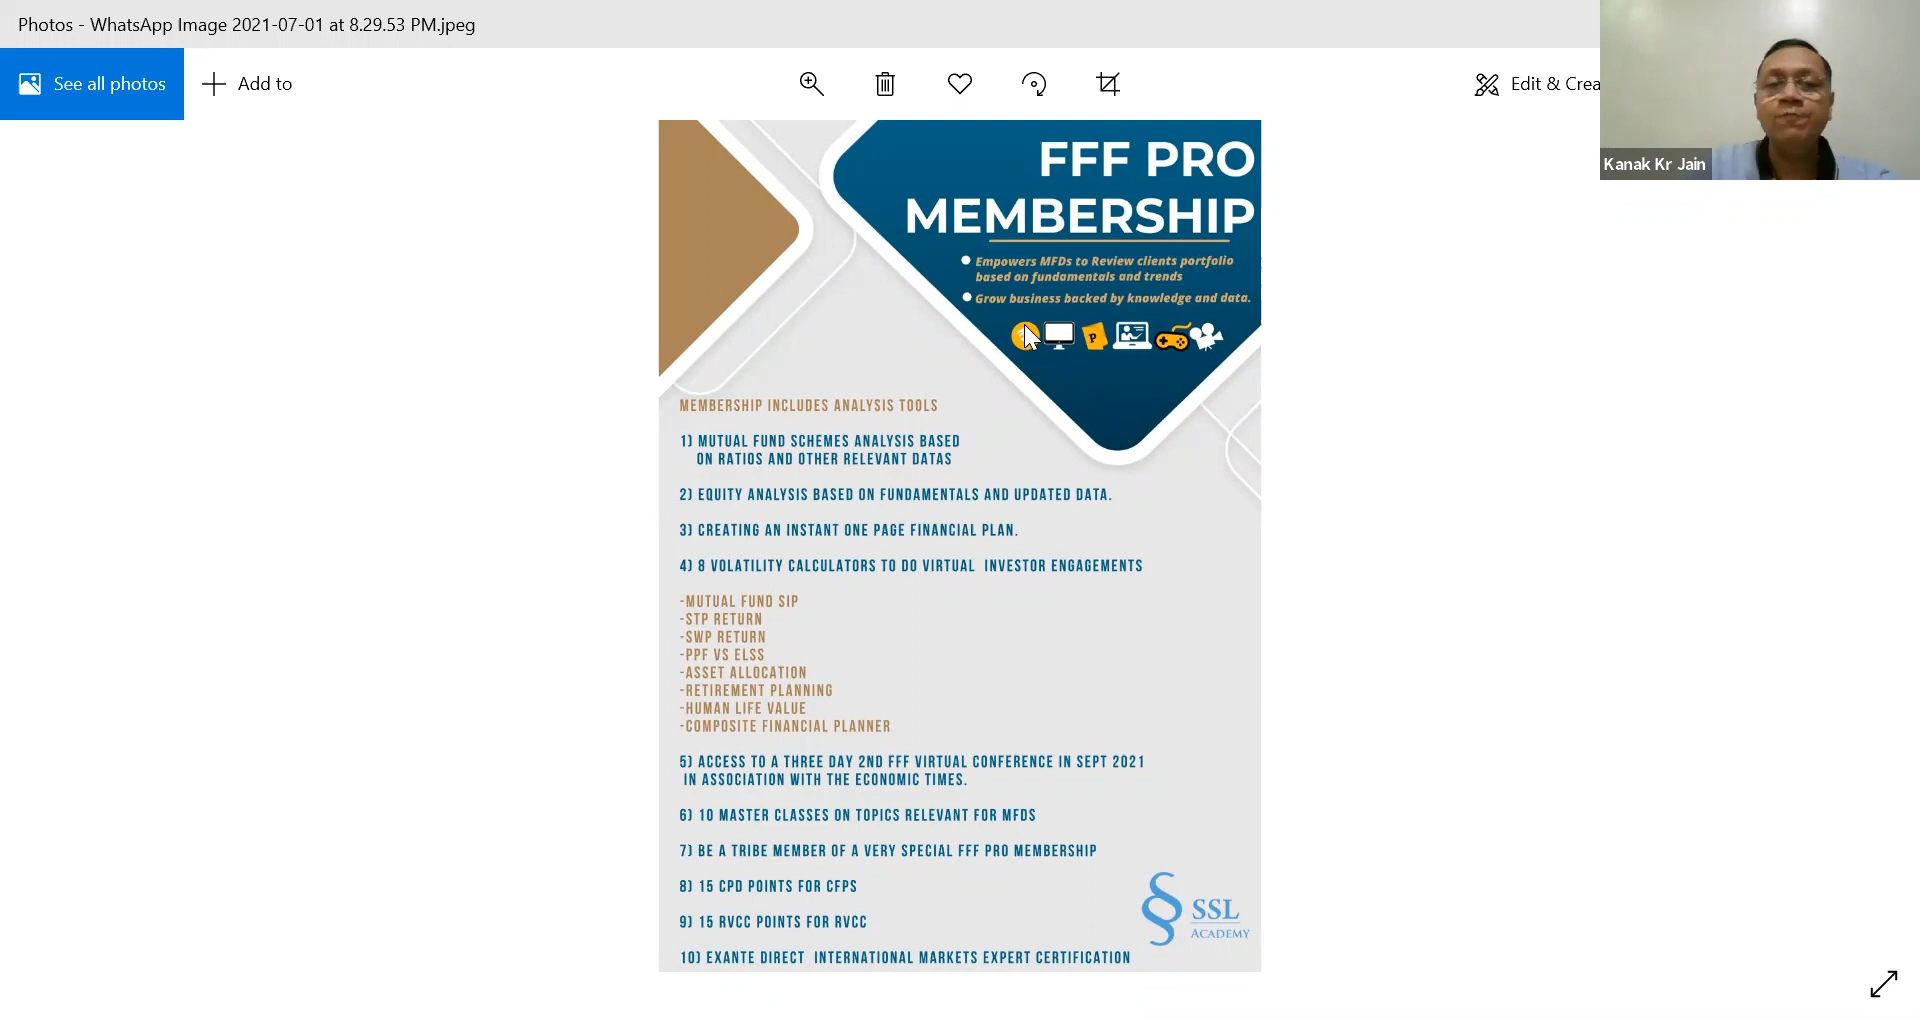 Photos - WhatsApp Image 2021-07-01 at 8.29.53 PM.jpeg
See all photos
Add to
Edit & Crea
Kanak Kr Jain
FFF PRO
MEMBERSHIP
Empowers MFDs to Review clients portfolio
based on fundamentals and trends
Grow business backed by knowledge and data.
P
MEMBERSHIP INCLUDES ANALYSIS TOOLS
1) MUTUAL FUND SCHEMES ANALYSIS BASED
ON RATIOS AND OTHER RELEVANT DATAS
2) EQUITY ANALYSIS BASED ON FUNDAMENTALS AND UPDATED DATA.
3) CREATING AN INSTANT ONE PAGE FINANCIAL PLAN.
4) 8 VOLATILITY CALCULATORS TO DO VIRTUAL INVESTOR ENGAGEMENTS
-MUTUAL FUND SIP
-STP RETURN
-SWP RETURN
-PPF VS ELSS
-ASSET ALLOCATION
-RETIREMENT PLANNING
-HUMAN LIFE VALUE
-COMPOSITE FINANCIAL PLANNER
5) ACCESS TO A THREE DAY 2ND FFF VIRTUAL CONFERENCE IN SEPT 2021
IN ASSOCIATION WITH THE ECONOMIC TIMES.
6) 10 MASTER CLASSES ON TOPICS RELEVANT FOR MFDS
7) BE A TRIBE MEMBER OF A VERY SPECIAL FFF PRO MEMBERSHIP
8) 15 CPD POINTS FOR CFPS
9) 15 RVCC POINTS FOR RVCC
10) EXANTE DIRECT INTERNATIONAL MARKETS EXPERT CERTIFICATION
SSL
ACADEMY